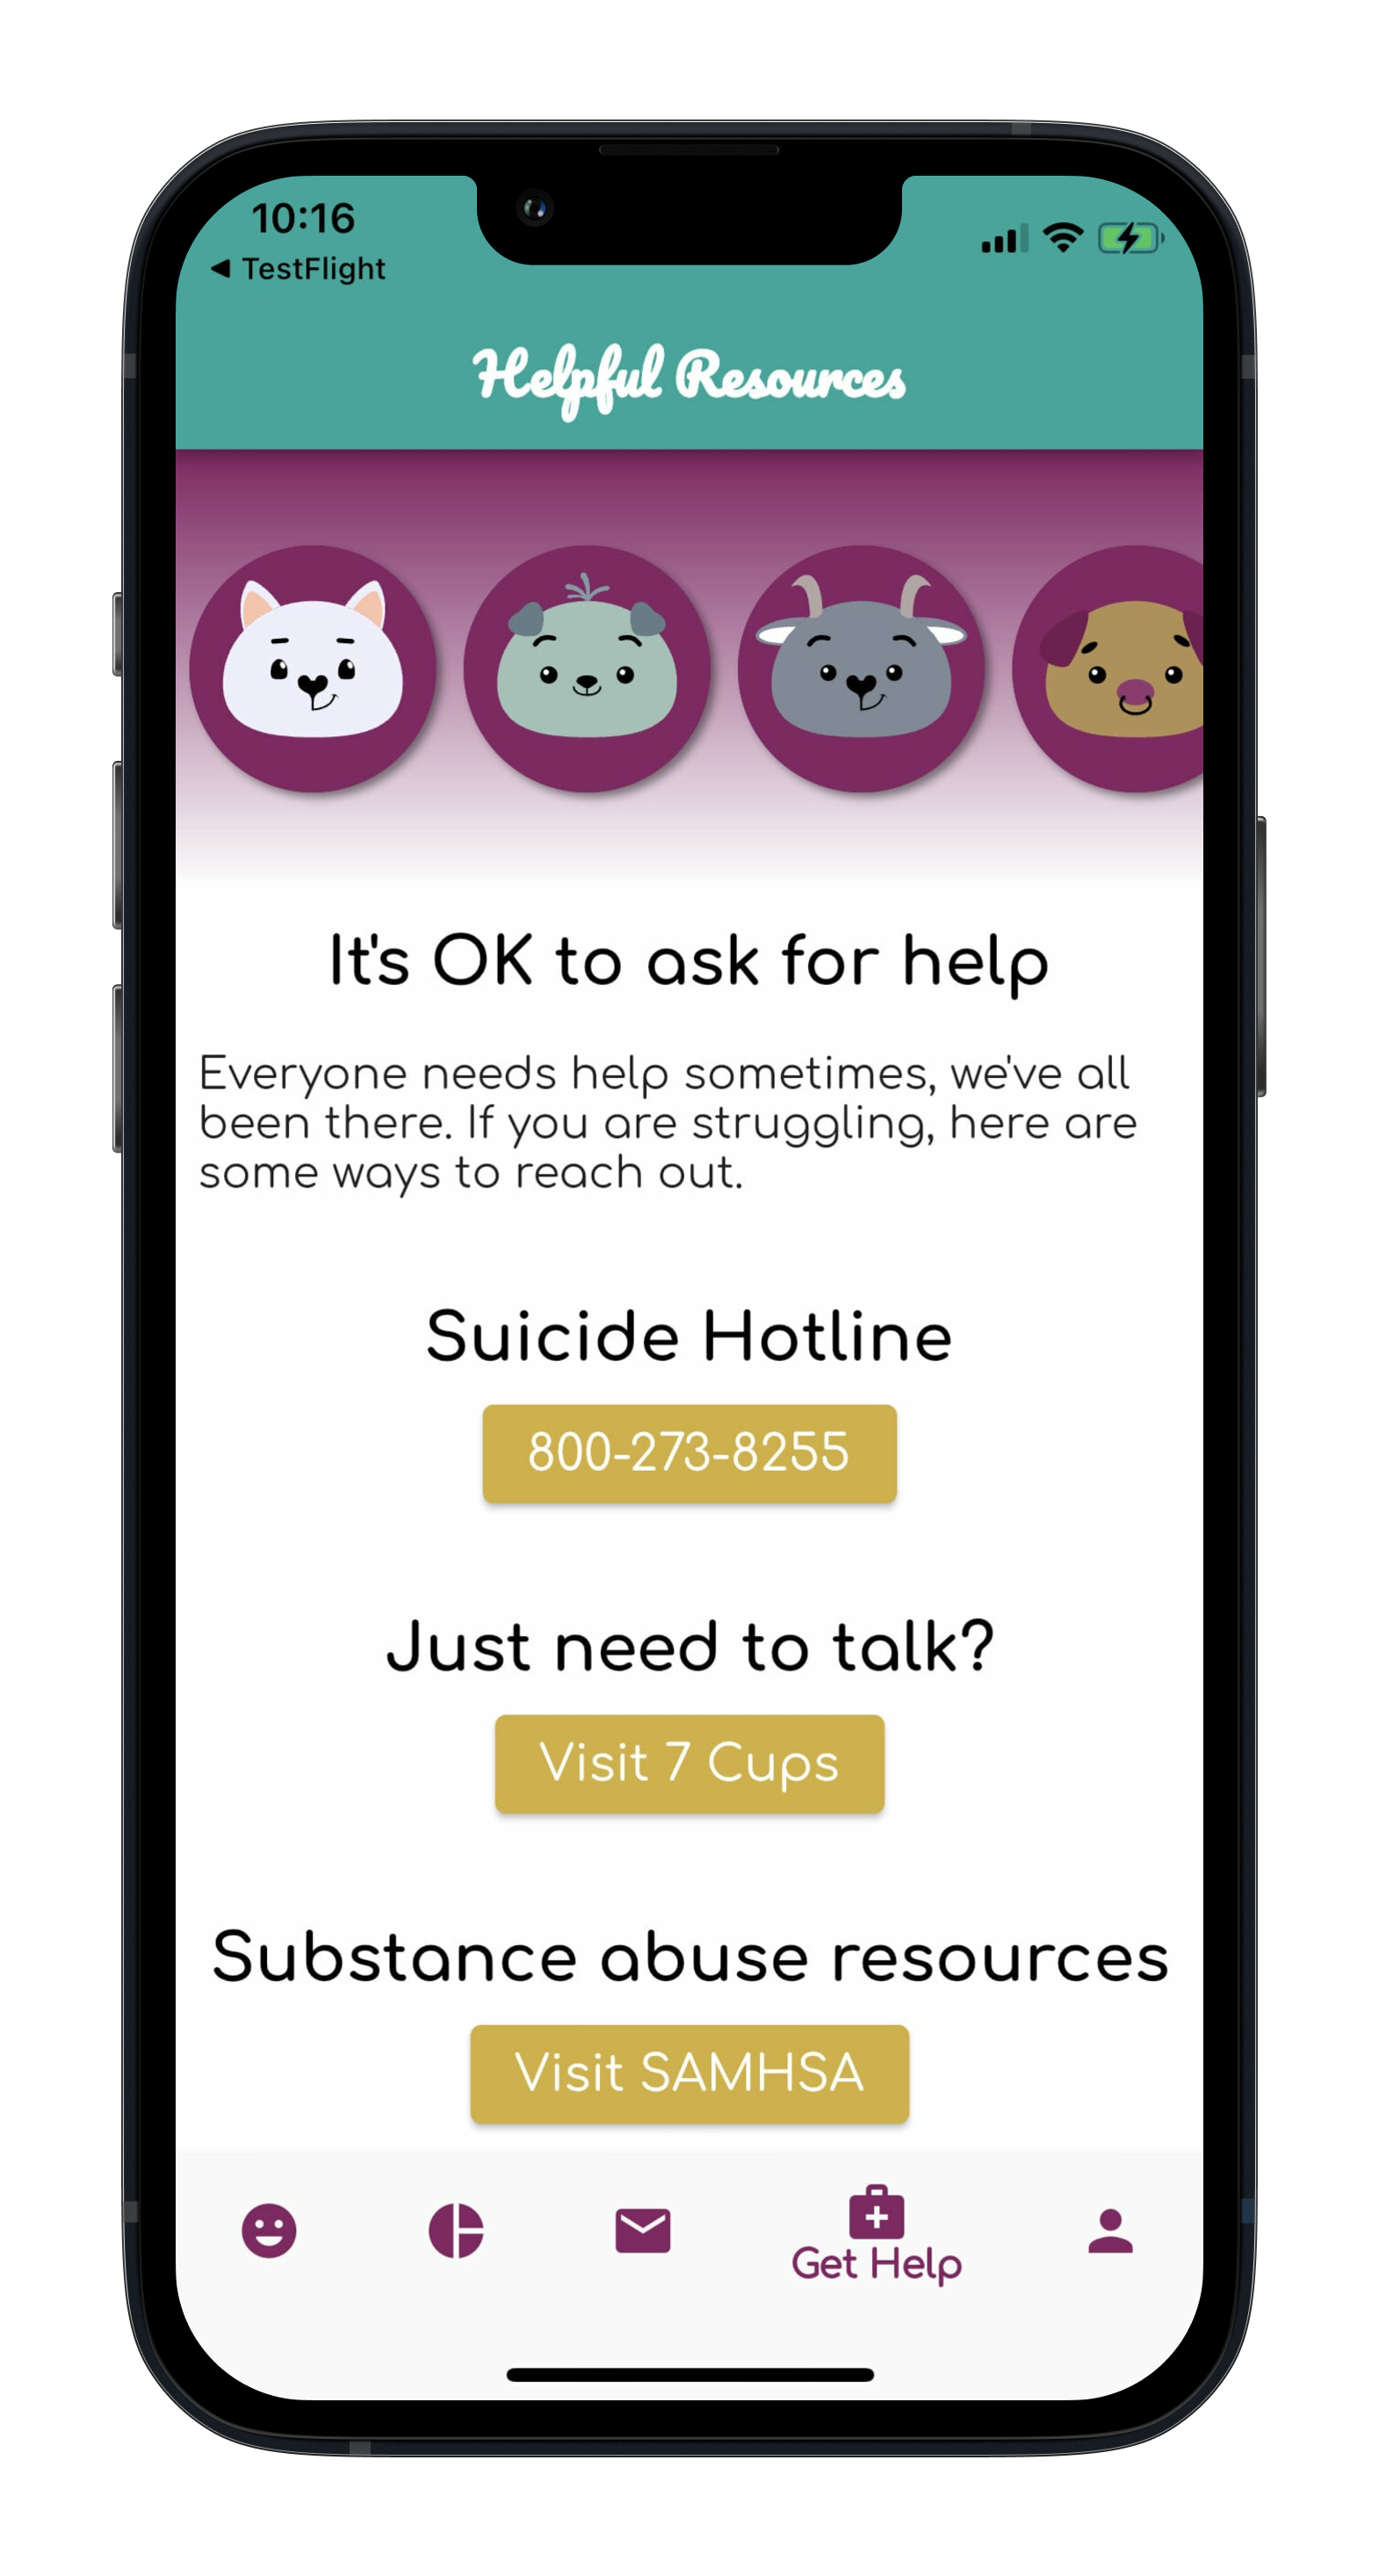 10:16
◀ TestFlight
Helpful Resources
It's OK to ask for help
Everyone needs help sometimes, we've all
been there. If you are struggling, here are
some ways to reach out.
Suicide Hotline
800-273-8255
Just need to talk?
Visit 7 Cups
Substance abuse resources
Visit SAMHSA
Get Help